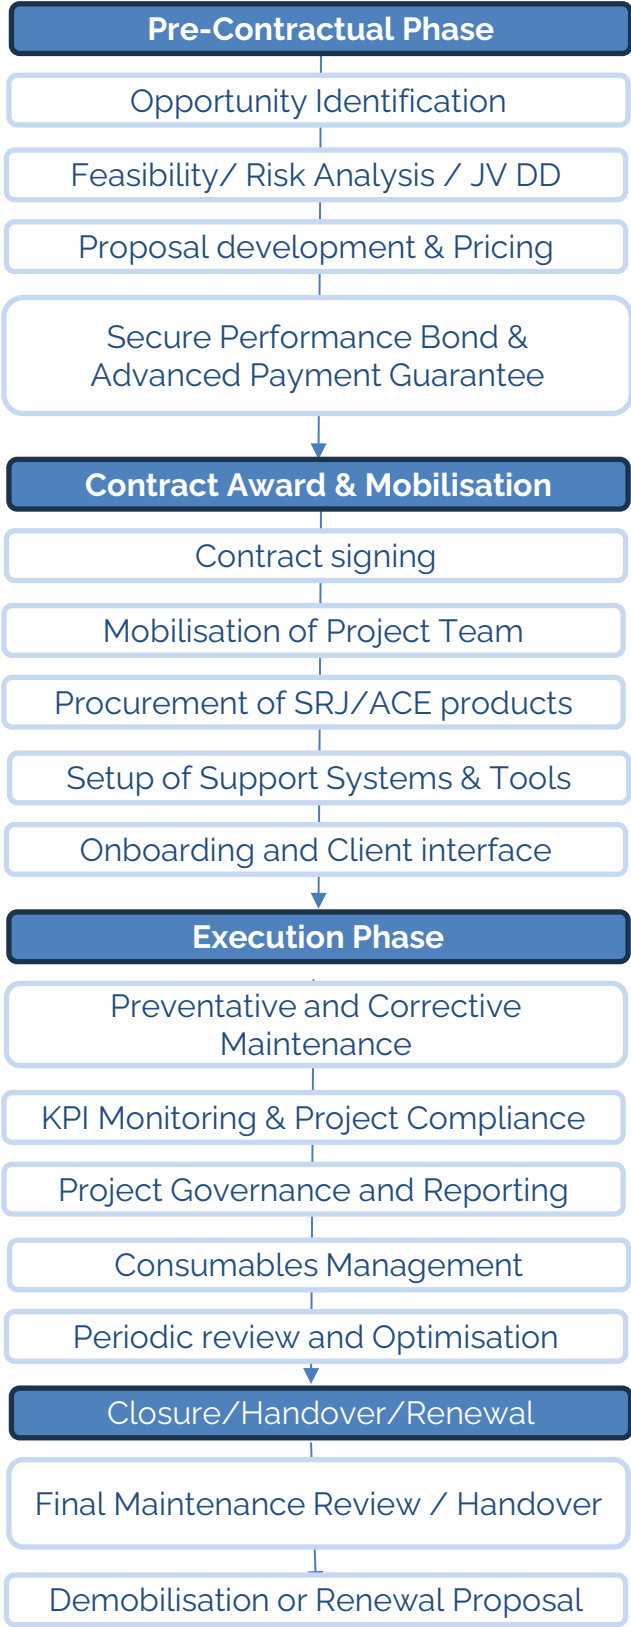 Pre-Contractual Phase
Opportunity Identification
Feasibility/ Risk Analysis / JV DD
Proposal development & Pricing
Secure Performance Bond &
Advanced Payment Guarantee
Contract Award & Mobilisation
Contract signing
Mobilisation of Project Team
Procurement of SRJ/ACE products
Setup of Support Systems & Tools
Onboarding and Client interface
Execution Phase
Preventative and Corrective
Maintenance
KPI Monitoring & Project Compliance
Project Governance and Reporting
Consumables Management
Periodic review and Optimisation
Closure/Handover/Renewal
Final Maintenance Review / Handover
Demobilisation or Renewal Proposal